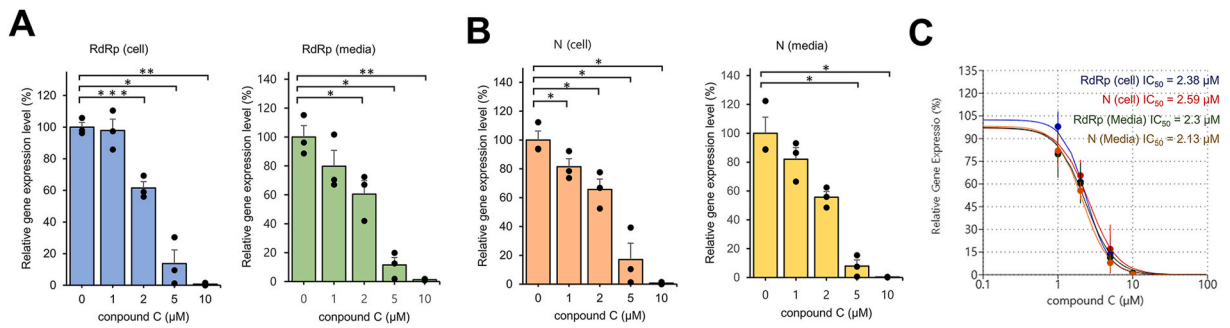 A
RdRp (cell)
**
*
***
Relative gene expression level (%)
120
100
80
60
40
20
0
0 1 2 5 10
conpound C (µM)
RdRp (media)
**
*
*
Relative gene expression level (%)
140
120
100
80
60
40
20
0
0 1 2 5 10
conpound C (µM)
B
N (cell)
*
*
*
*
Relative gene expression level (%)
140
120
100
80
60
40
20
0
0 1 2 5 10
conpound C (µM)
N (media)
*
*
Relative gene expression level (%)
140
120
100
80
60
40
20
0
0 1 2 5 10
conpound C (µM)
C
Relative Gene Expressio (%)
135
120
105
90
75
60
45
30
15
0
RdRp (cell) IC50 = 2.38 µM
N (cell) IC50 = 2.59 µM
RdRp (Media) IC50 = 2.3 µM
N (Media) IC50 = 2.13 µM
0.1 1 10 100
compound C (µM)